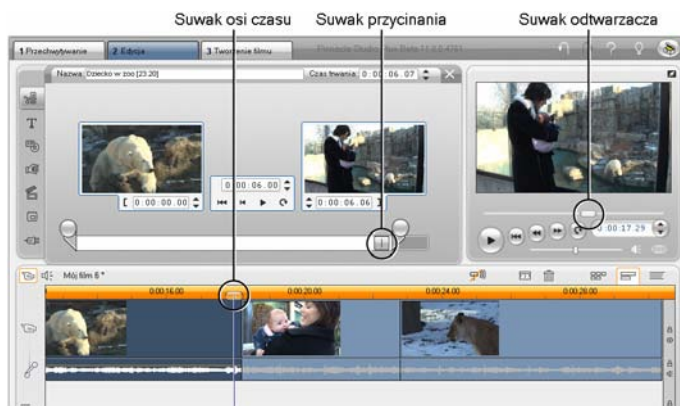 Suwak osi czasu Suwak przycinania Suwak odtwarzacza
1 Przechwytywanie 2 Edycja 3 Tworzenie filmu
Nazwa: Dziecko w zoo [23.20] Czas trwania: 0:00:06.07
T
0:00:06.00
[ 0:00:00.00 0:00:06.06 ]
0:00:17.29
Mój film 6 *
0:00:16.00 0:00:20.00 0:00:24.00 0:00:28.00